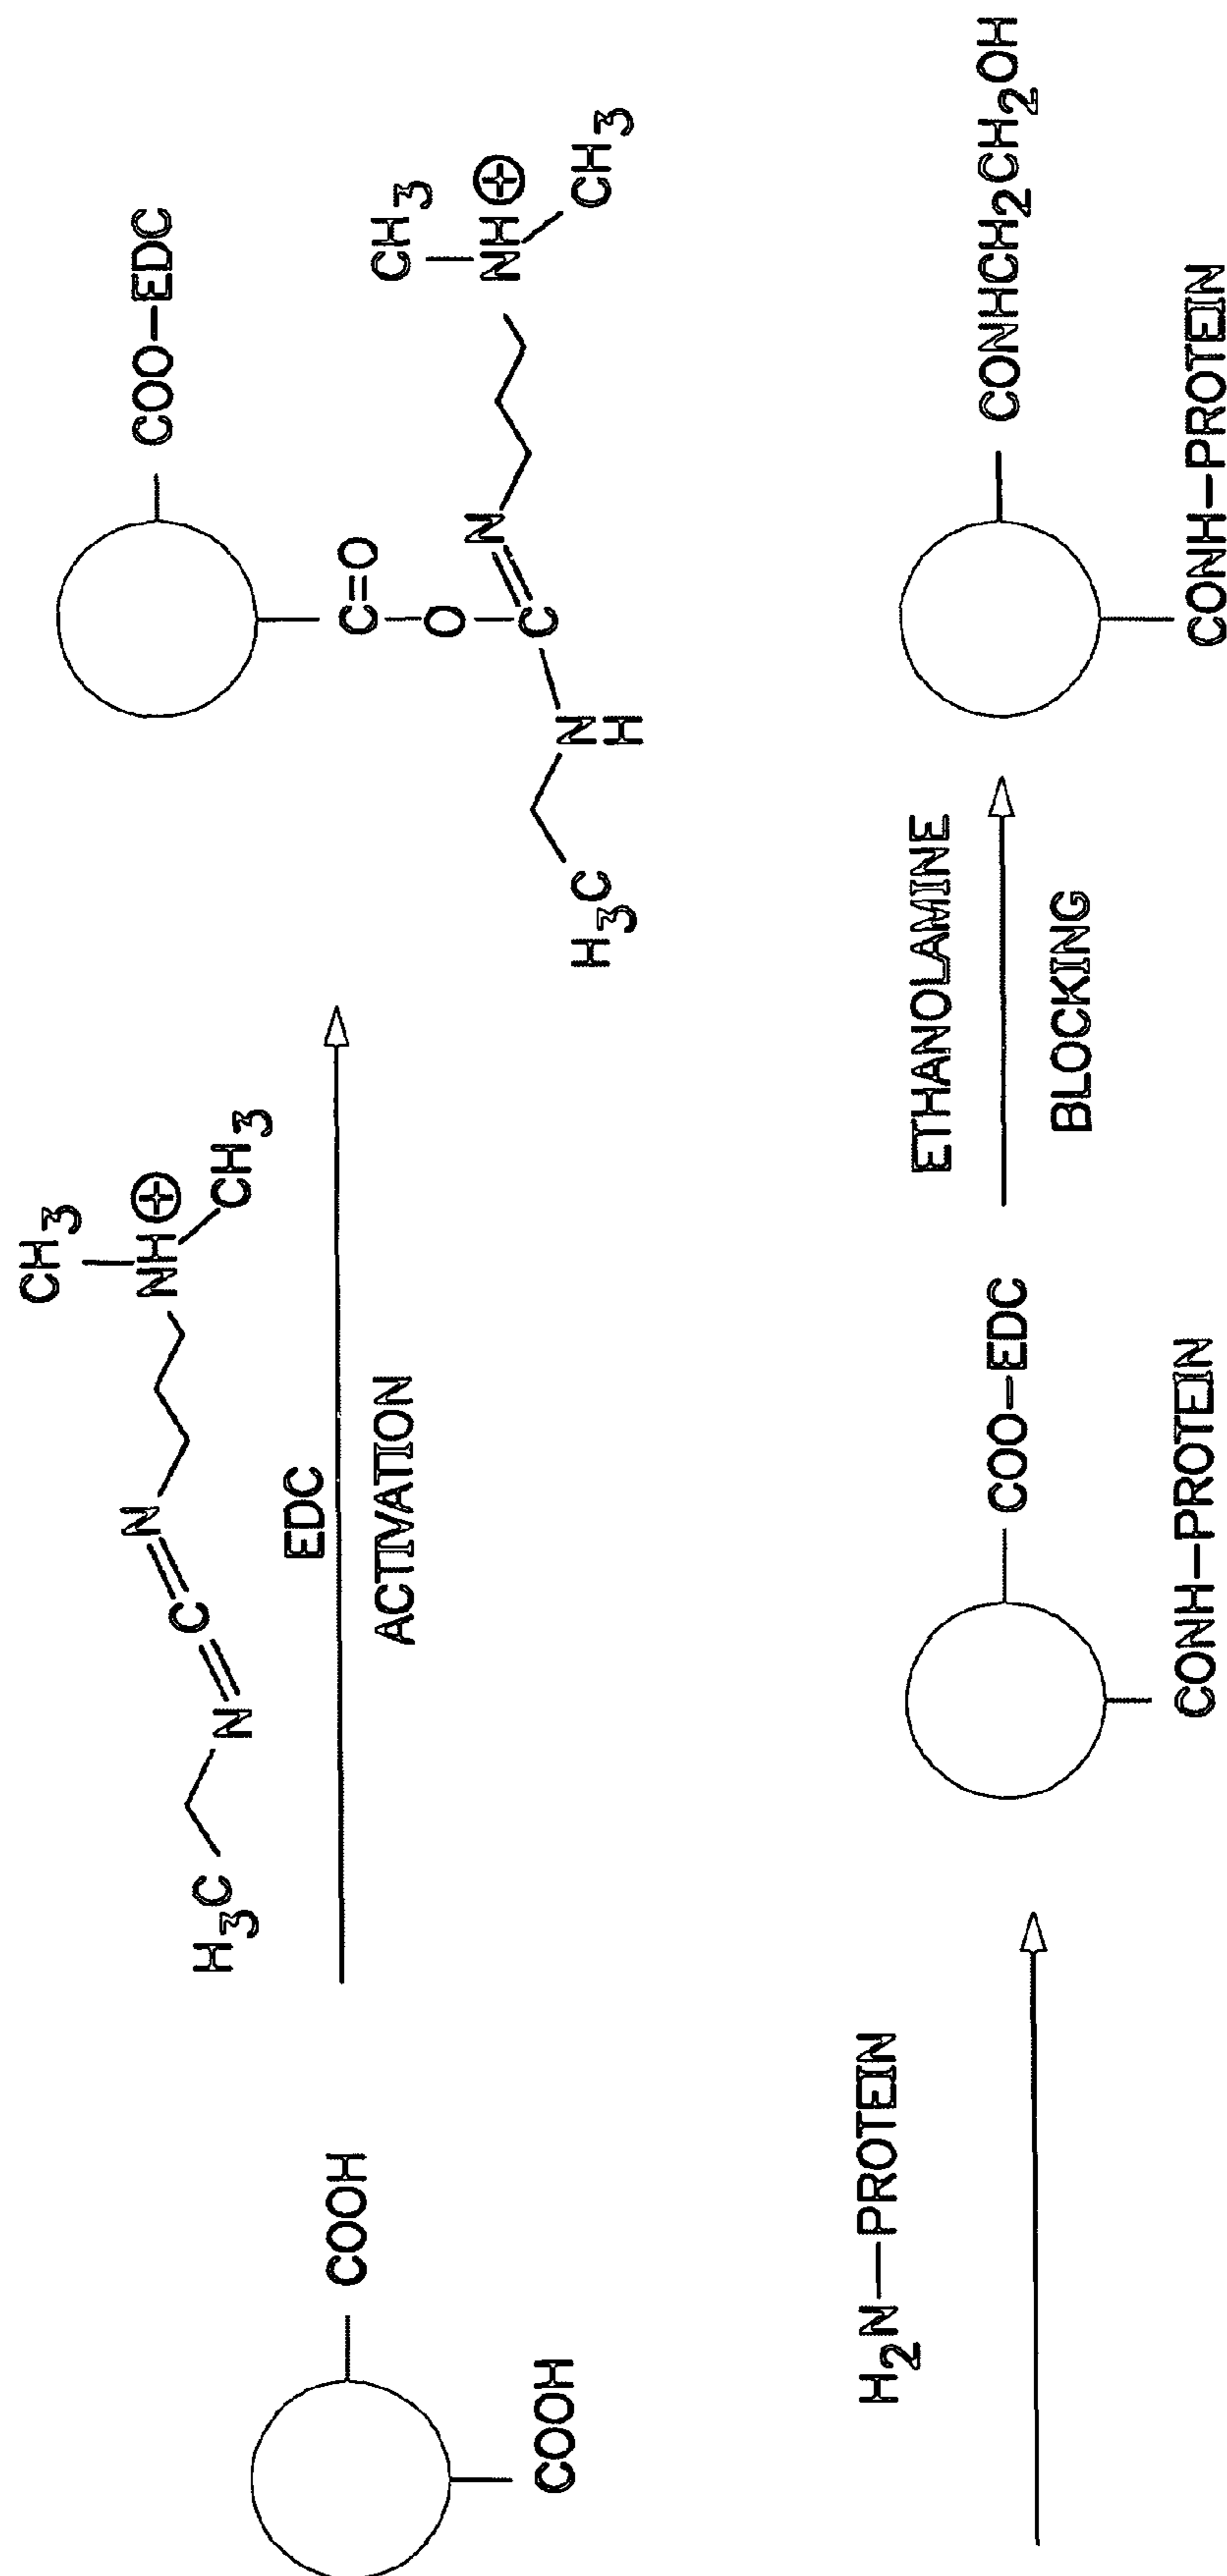 COOH
COOH
H3C
N
C
N
CH3
NH⊕
CH3
EDC
ACTIVATION
COO-EDC
C=O
O
C
N
N
H
H3C
CH3
NH⊕
CH3
H2N-PROTEIN
COO-EDC
CONH-PROTEIN
ETHANOLAMINE
BLOCKING
CONHCH2CH2OH
CONH-PROTEIN